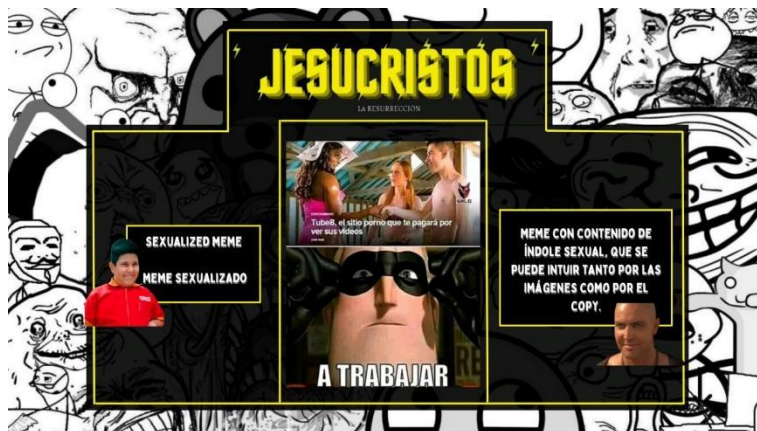 JESUCRISTOS
LA RESURRECCIÓN
Tube8, el sitio porno que te pagará por
ver sus videos
SEXUALIZED MEME
MEME SEXUALIZADO
MEME CON CONTENIDO DE
ÍNDOLE SEXUAL, QUE SE
PUEDE INTUIR TANTO POR LAS
IMÁGENES COMO POR EL
COPY.
A TRABAJAR